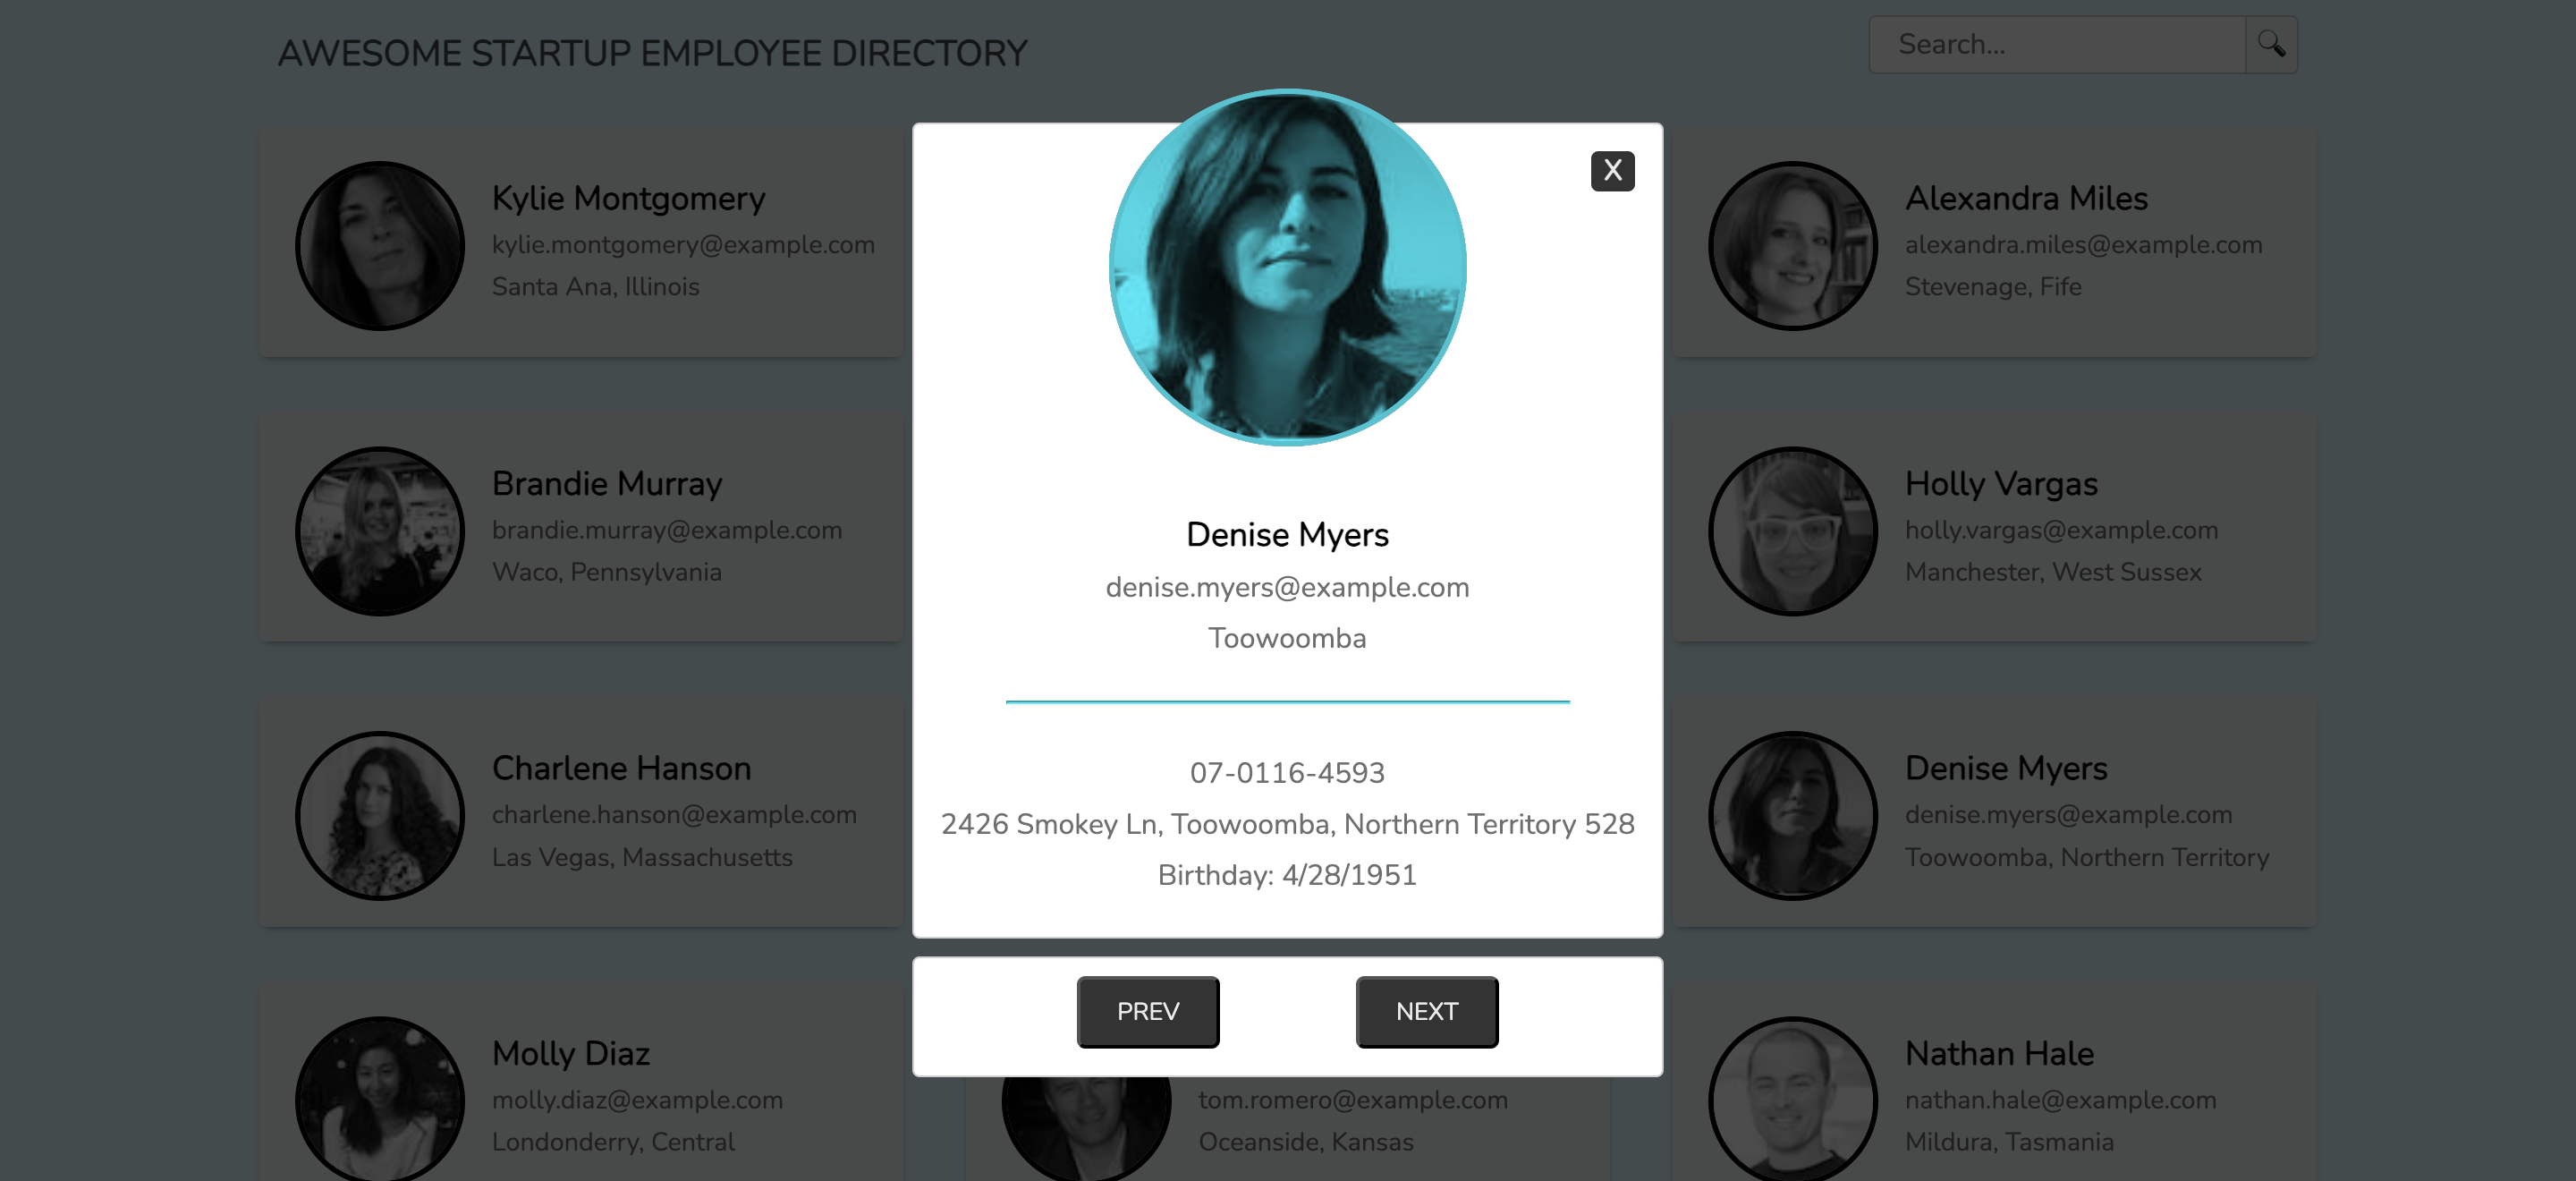 AWESOME STARTUP EMPLOYEE DIRECTORY
Search...
X
Kylie Montgomery
kylie.montgomery@example.com
Santa Ana, Illinois
Alexandra Miles
alexandra.miles@example.com
Stevenage, Fife
Brandie Murray
brandie.murray@example.com
Waco, Pennsylvania
Denise Myers
denise.myers@example.com
Toowoomba
07-0116-4593
2426 Smokey Ln, Toowoomba, Northern Territory 528
Birthday: 4/28/1951
PREV
NEXT
Holly Vargas
holly.vargas@example.com
Manchester, West Sussex
Charlene Hanson
charlene.hanson@example.com
Las Vegas, Massachusetts
Denise Myers
denise.myers@example.com
Toowoomba, Northern Territory
Molly Diaz
molly.diaz@example.com
Londonderry, Central
tom.romero@example.com
Oceanside, Kansas
Nathan Hale
nathan.hale@example.com
Mildura, Tasmania